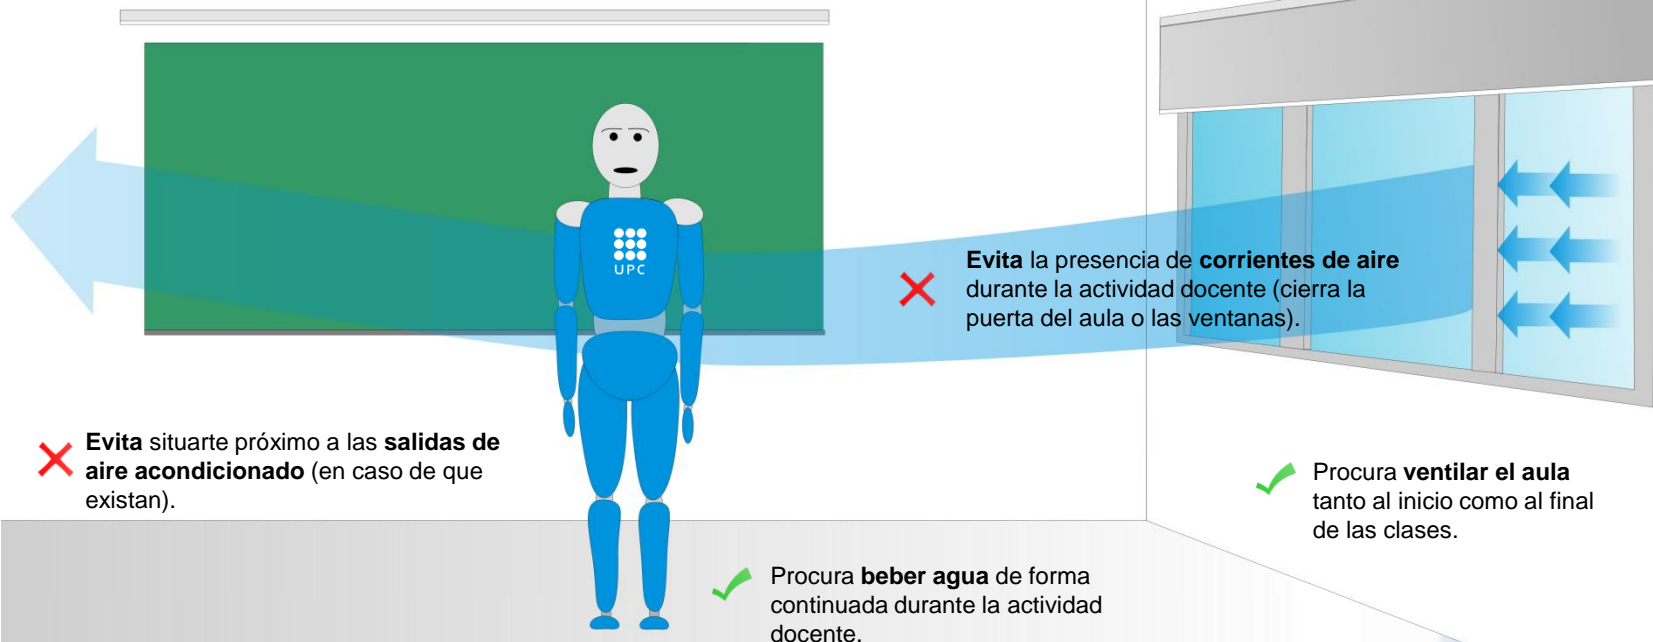 UPC
Evita la presencia de corrientes de aire
durante la actividad docente (cierra la
puerta del aula o las ventanas).
Evita situarte próximo a las salidas de
aire acondicionado (en caso de que
existan).
Procura ventilar el aula
tanto al inicio como al final
de las clases.
Procura beber agua de forma
continuada durante la actividad
docente.